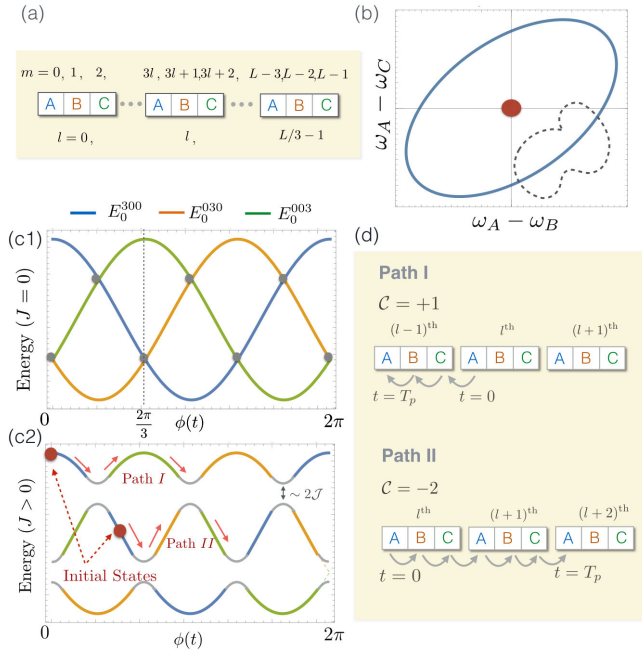 (a)
m = 0, 1, 2, 3l, 3l + 1, 3l + 2, L − 3, L − 2, L − 1
A B C ••• A B C ••• A B C
l = 0, l , L/3 − 1
(b)
ω_A − ω_C
ω_A − ω_B
E_0^{300} E_0^{030} E_0^{003}
(c1)
Energy (J = 0)
0 2π/3 ϕ(t) 2π
(c2)
Energy (J > 0)
Path I
∼ 2𝒥
Path II
Initial States
0 ϕ(t) 2π
(d)
Path I
𝒞 = +1
(l − 1)^th l^th (l + 1)^th
A B C A B C A B C
t = T_p t = 0
Path II
𝒞 = −2
l^th (l + 1)^th (l + 2)^th
A B C A B C A B C
t = 0 t = T_p